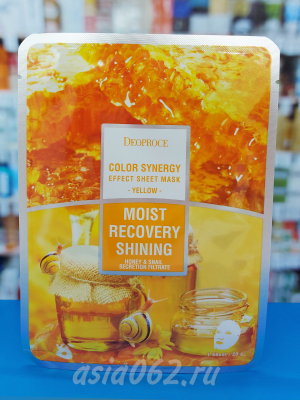 DEOPROCE
COLOR SYNERGY
EFFECT SHEET MASK
- YELLOW -
MOIST
RECOVERY
SHINING
HONEY & SNAIL
SECRETION FILTRATE
asia062.ru